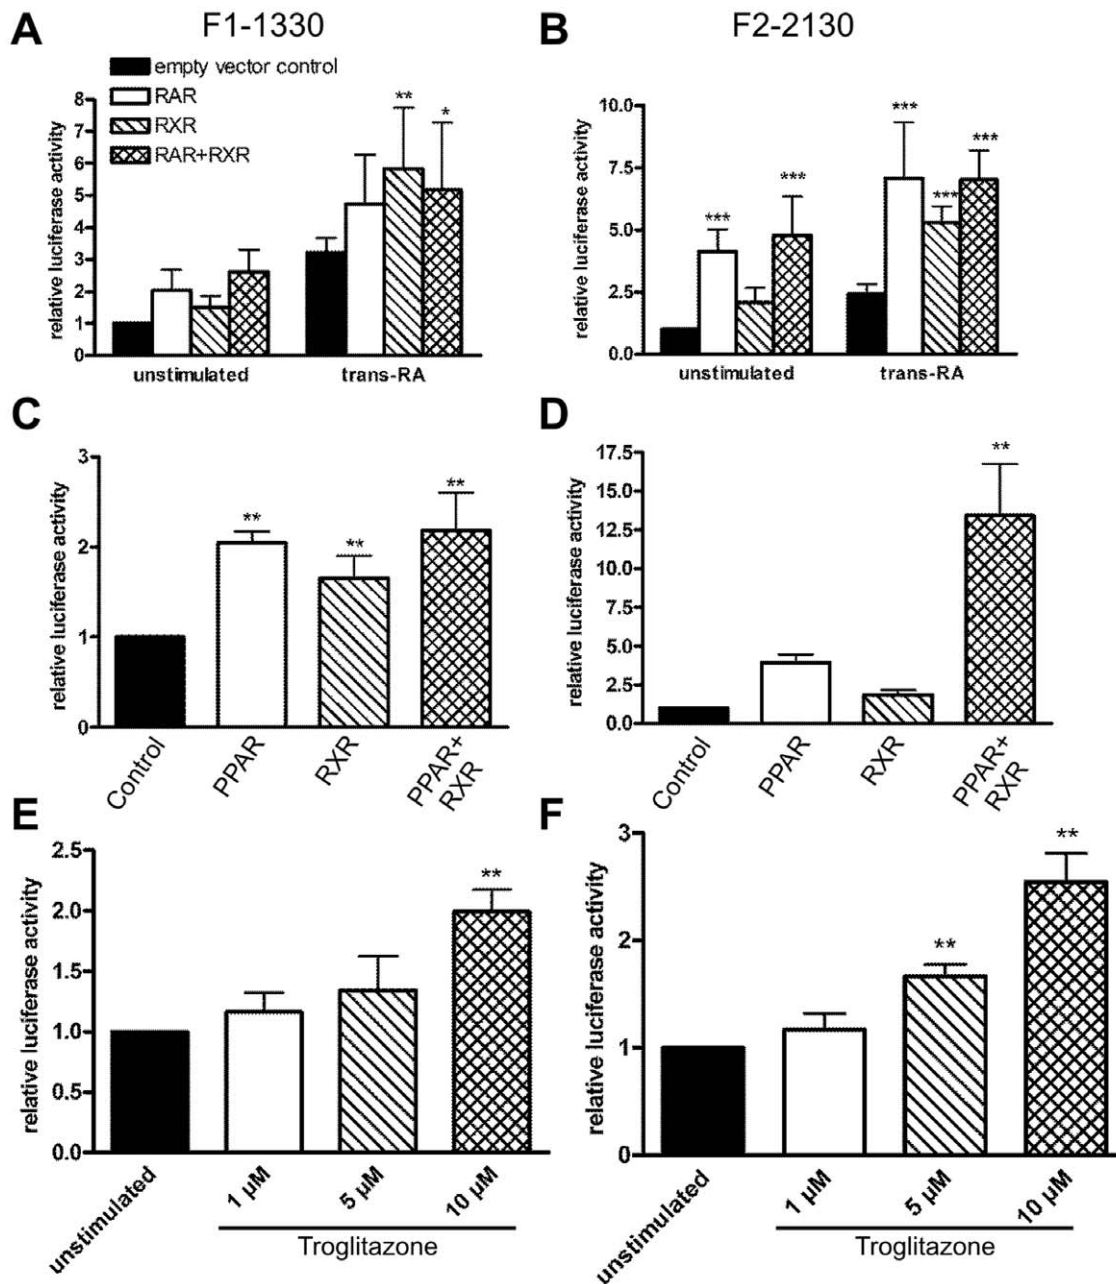 A
F1-1330
B
F2-2130
empty vector control
RAR
RXR
RAR+RXR
relative luciferase activity
8
7
6
5
4
3
2
1
0
**
*
unstimulated
trans-RA
relative luciferase activity
10.0
7.5
5.0
2.5
0.0
***
***
***
***
***
unstimulated
trans-RA
C
relative luciferase activity
3
2
1
0
**
**
**
Control
PPAR
RXR
PPAR+
RXR
D
relative luciferase activity
17.5
15.0
12.5
10.0
7.5
5.0
2.5
0.0
**
Control
PPAR
RXR
PPAR+
RXR
E
relative luciferase activity
2.5
2.0
1.5
1.0
0.5
0.0
**
unstimulated
1 µM
5 µM
10 µM
Troglitazone
F
relative luciferase activity
3
2
1
0
**
**
unstimulated
1 µM
5 µM
10 µM
Troglitazone